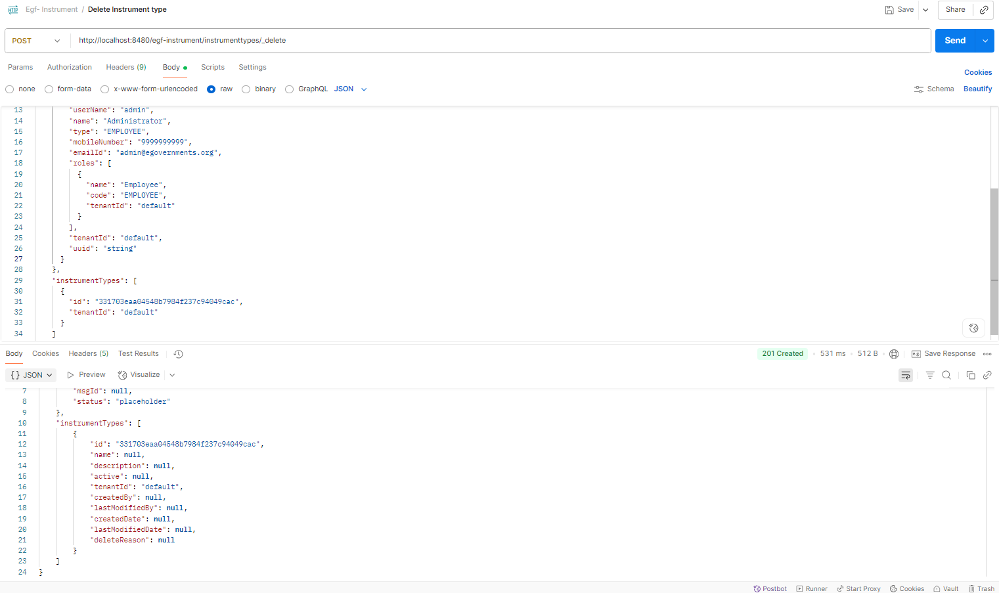 HTTP Egf- Instrument / Delete Instrument type Save Share
POST http://localhost:8480/egf-instrument/instrumenttypes/_delete Send
Params Authorization Headers (9) Body Scripts Settings Cookies
none form-data x-www-form-urlencoded raw binary GraphQL JSON Schema Beautify
13 "userName": "admin",
14 "name": "Administrator",
15 "type": "EMPLOYEE",
16 "mobileNumber": "9999999999",
17 "emailId": "admin@egovernments.org",
18 "roles": [
19 {
20 "name": "Employee",
21 "code": "EMPLOYEE",
22 "tenantId": "default"
23 }
24 ],
25 "tenantId": "default",
26 "uuid": "string"
27 }
28 },
29 "instrumentTypes": [
30 {
31 "id": "331703eaa04548b7984f237c94049cac",
32 "tenantId": "default"
33 }
34 ]
Body Cookies Headers (5) Test Results 201 Created • 531 ms • 512 B • Save Response
{} JSON Preview Visualize
7 "msgId": null,
8 "status": "placeholder"
9 },
10 "instrumentTypes": [
11 {
12 "id": "331703eaa04548b7984f237c94049cac",
13 "name": null,
14 "description": null,
15 "active": null,
16 "tenantId": "default",
17 "createdBy": null,
18 "lastModifiedBy": null,
19 "createdDate": null,
20 "lastModifiedDate": null,
21 "deleteReason": null
22 }
23 ]
24 }
Postbot Runner Start Proxy Cookies Vault Trash